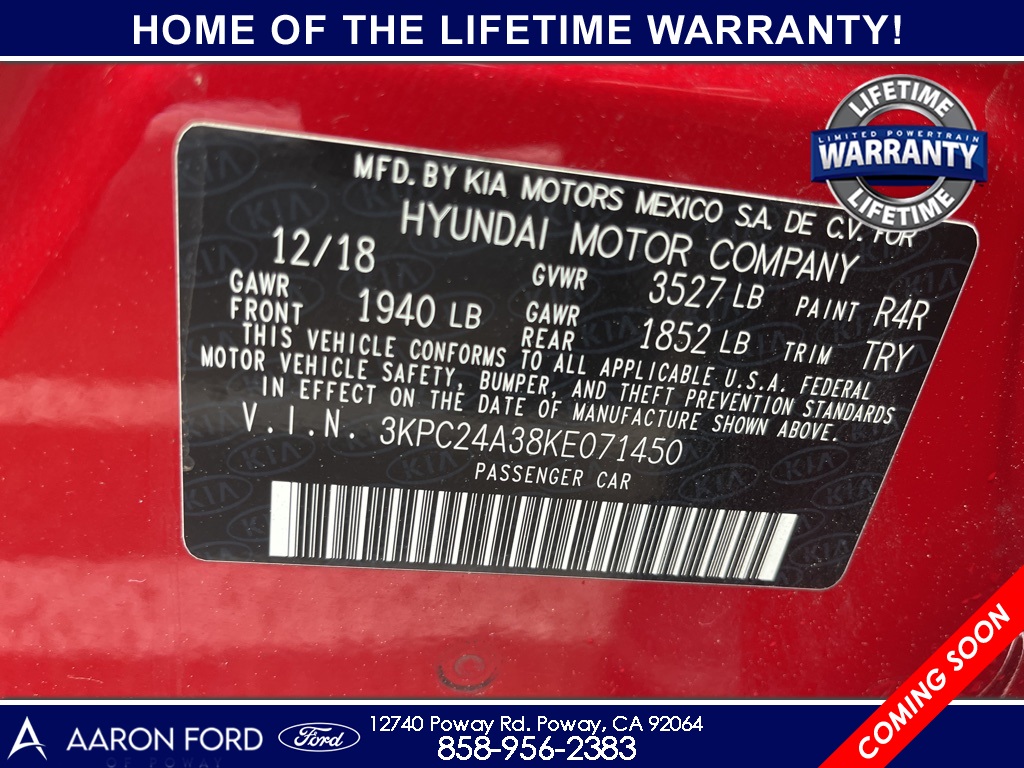 HOME OF THE LIFETIME WARRANTY!
LIFETIME
LIMITED POWERTRAIN
WARRANTY
LIFETIME
MFD. BY KIA MOTORS MEXICO S.A. DE C.V. FOR
HYUNDAI MOTOR COMPANY
12/18 GVWR 3527 LB PAINT R4R
GAWR FRONT 1940 LB GAWR REAR 1852 LB TRIM TRY
THIS VEHICLE CONFORMS TO ALL APPLICABLE U.S.A. FEDERAL
MOTOR VEHICLE SAFETY, BUMPER, AND THEFT PREVENTION STANDARDS
IN EFFECT ON THE DATE OF MANUFACTURE SHOWN ABOVE.
V.I.N. 3KPC24A38KE071450
PASSENGER CAR
COMING SOON
AARON FORD
OF POWAY
Ford
12740 Poway Rd. Poway, CA 92064
858-956-2383